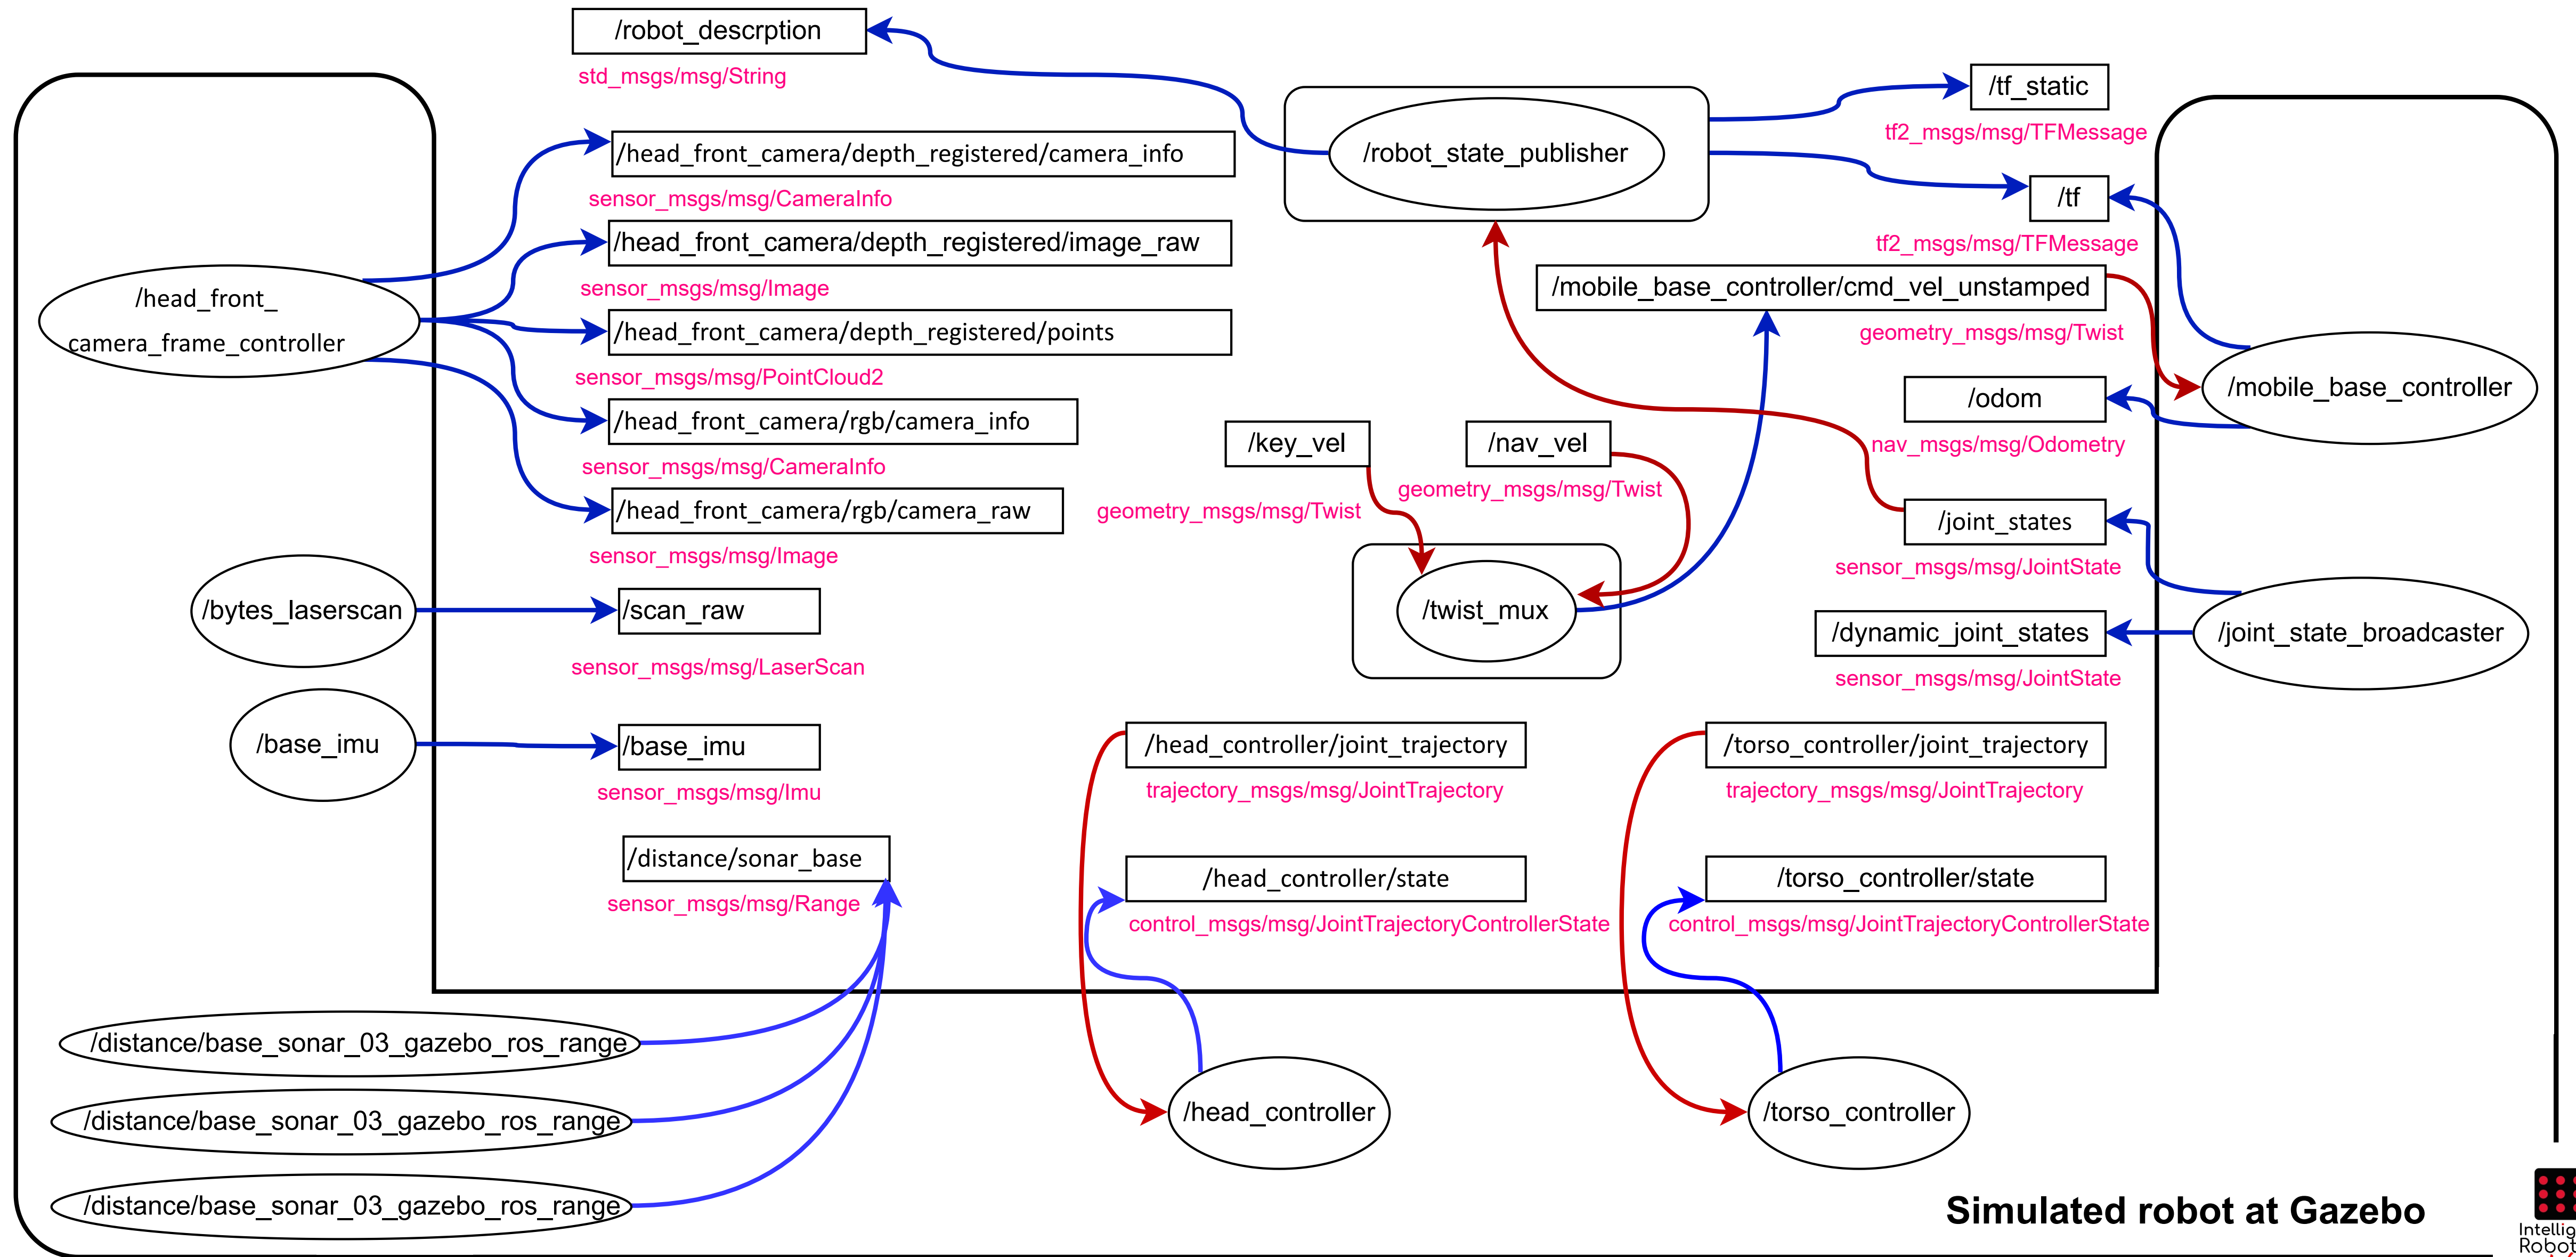 /robot_descrption
std_msgs/msg/String
/tf_static
tf2_msgs/msg/TFMessage
/robot_state_publisher
/head_front_camera/depth_registered/camera_info
sensor_msgs/msg/CameraInfo
/tf
tf2_msgs/msg/TFMessage
/head_front_camera/depth_registered/image_raw
sensor_msgs/msg/Image
/mobile_base_controller/cmd_vel_unstamped
geometry_msgs/msg/Twist
/head_front_
camera_frame_controller
/head_front_camera/depth_registered/points
sensor_msgs/msg/PointCloud2
/mobile_base_controller
/odom
nav_msgs/msg/Odometry
/head_front_camera/rgb/camera_info
sensor_msgs/msg/CameraInfo
/key_vel
geometry_msgs/msg/Twist
/nav_vel
geometry_msgs/msg/Twist
/head_front_camera/rgb/camera_raw
sensor_msgs/msg/Image
/joint_states
sensor_msgs/msg/JointState
/bytes_laserscan
/scan_raw
sensor_msgs/msg/LaserScan
/twist_mux
/dynamic_joint_states
sensor_msgs/msg/JointState
/joint_state_broadcaster
/base_imu
/base_imu
sensor_msgs/msg/Imu
/head_controller/joint_trajectory
trajectory_msgs/msg/JointTrajectory
/torso_controller/joint_trajectory
trajectory_msgs/msg/JointTrajectory
/distance/sonar_base
sensor_msgs/msg/Range
/head_controller/state
control_msgs/msg/JointTrajectoryControllerState
/torso_controller/state
control_msgs/msg/JointTrajectoryControllerState
/distance/base_sonar_03_gazebo_ros_range
/distance/base_sonar_03_gazebo_ros_range
/distance/base_sonar_03_gazebo_ros_range
/head_controller
/torso_controller
Simulated robot at Gazebo
Intellig
Robot